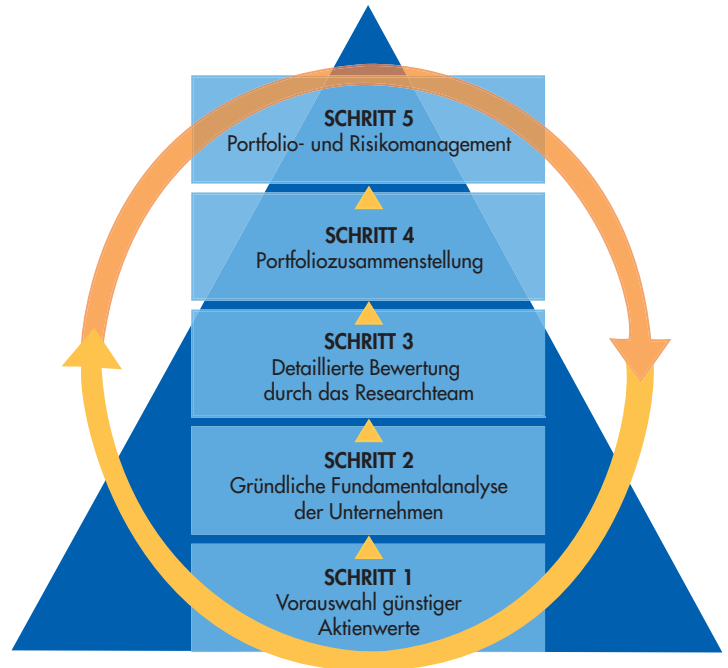 SCHRITT 5
Portfolio- und Risikomanagement
SCHRITT 4
Portfoliozusammenstellung
SCHRITT 3
Detaillierte Bewertung
durch das Researchteam
SCHRITT 2
Gründliche Fundamentalanalyse
der Unternehmen
SCHRITT 1
Vorauswahl günstiger
Aktienwerte